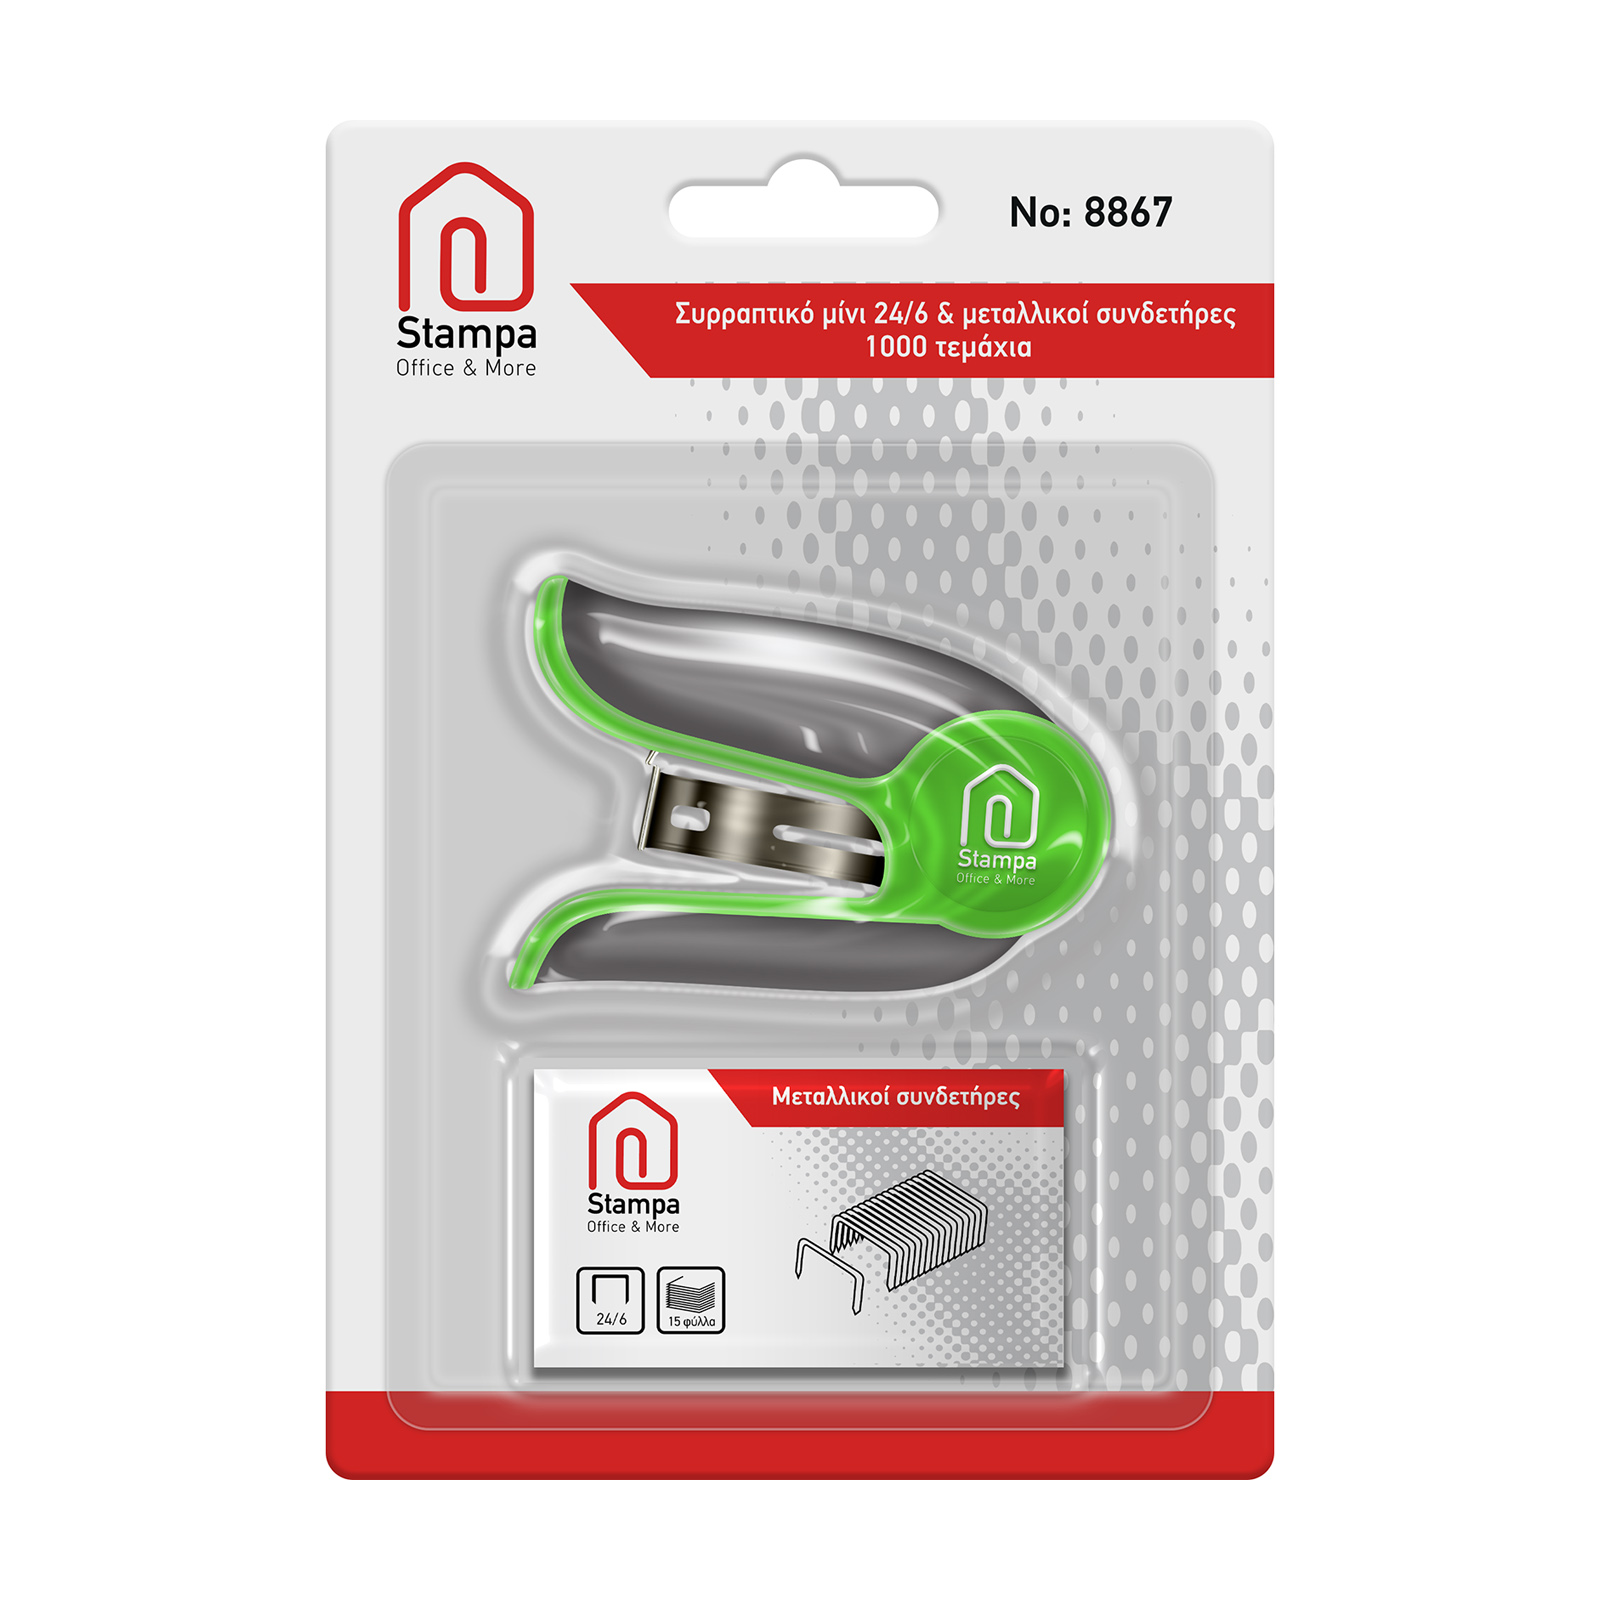 Stampa
Office & More
No: 8867
Συρραπτικό μίνι 24/6 & μεταλλικοί συνδετήρες
1000 τεμάχια
Stampa
Office & More
Μεταλλικοί συνδετήρες
Stampa
Office & More
24/6
15 φύλλα